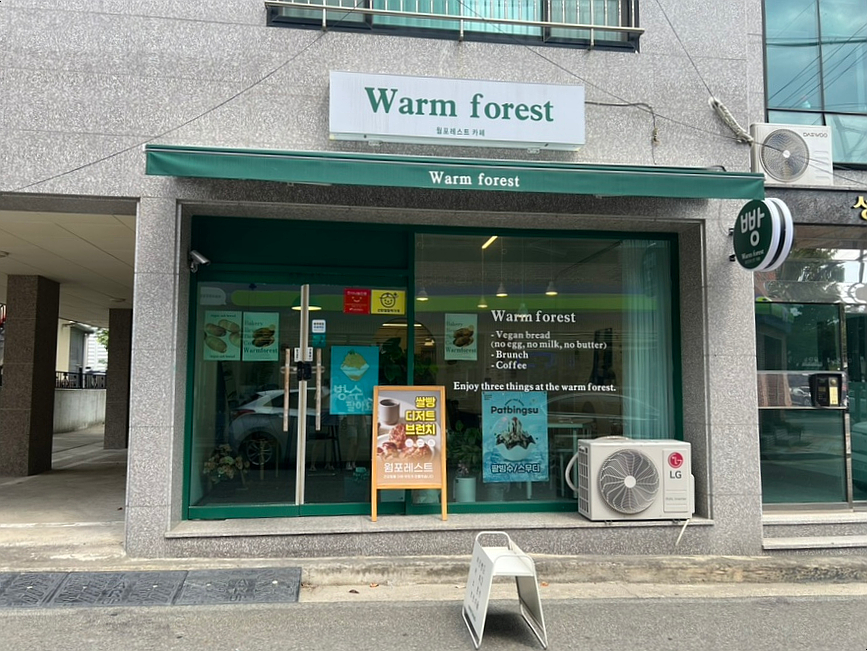 Warm forest
웜포레스트 카페
Warm forest
DAEWOO
빵
Warm forest
Warmforest
Warmforest
Warm forest
- Vegan bread
(no egg, no milk, no butter)
- Brunch
- Coffee
Enjoy three things at the warm forest.
빙수
쌀빵
디저트
브런치
웜포레스트
Patbingsu
팥빙수/스무디
LG